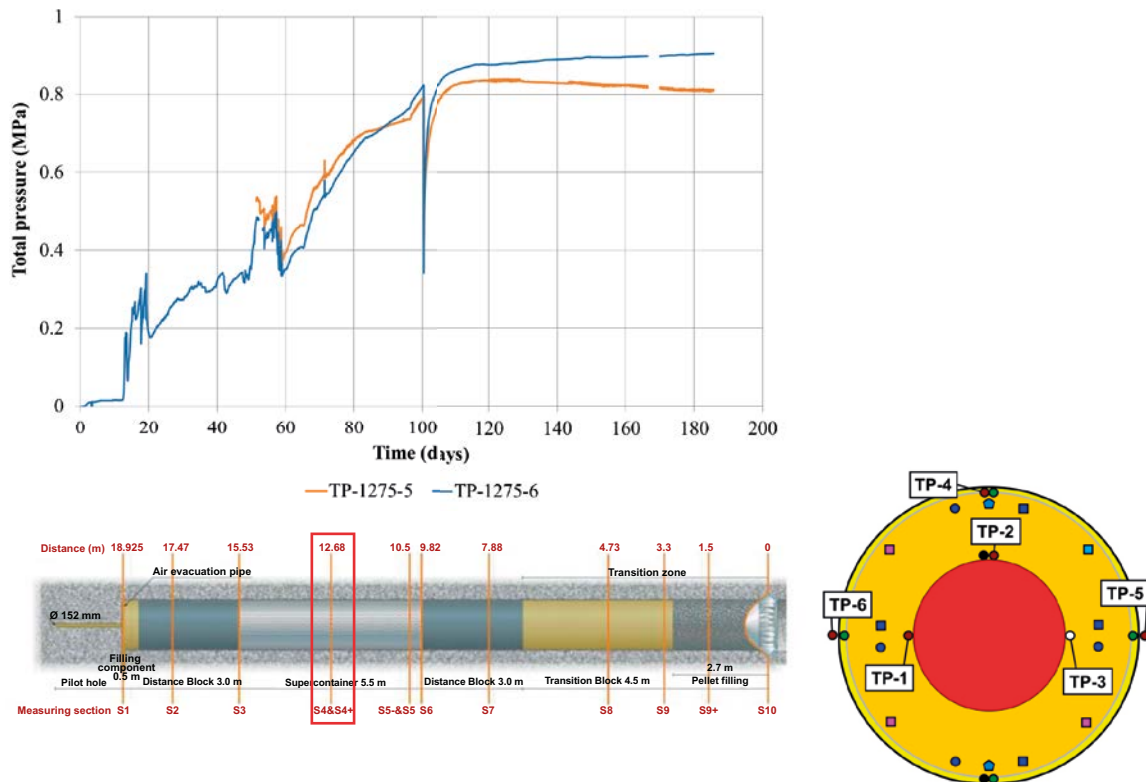 1
0.8
0.6
0.4
0.2
0
Total pressure (MPa)
0 20 40 60 80 100 120 140 160 180 200
Time (days)
TP-1275-5 TP-1275-6
Distance (m) 18.925 17.47 15.53 12.68 10.5 9.82 7.88 4.73 3.3 1.5 0
Air evacuation pipe
Transition zone
Ø 152 mm
Filling
component
0.5 m
2.7 m
Pilot hole Distance Block 3.0 m Supercontainer 5.5 m Distance Block 3.0 m Transition Block 4.5 m Pellet filling
Measuring section S1 S2 S3 S4&S4+ S5-&S5 S6 S7 S8 S9 S9+ S10
TP-4
TP-2
TP-6
TP-5
TP-1
TP-3